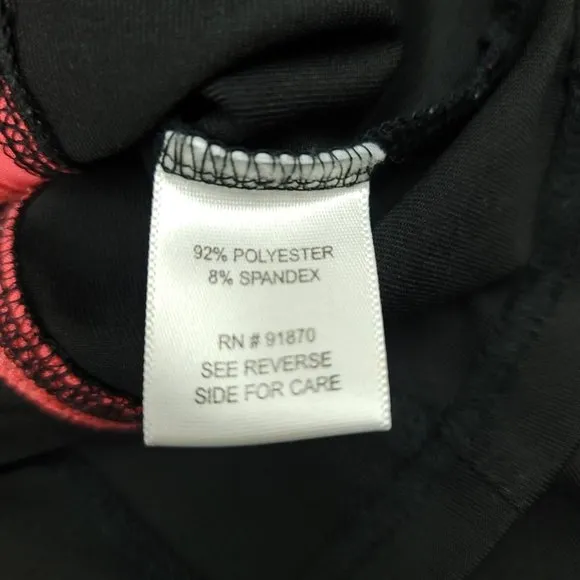 92% POLYESTER
8% SPANDEX
RN # 91870
SEE REVERSE
SIDE FOR CARE